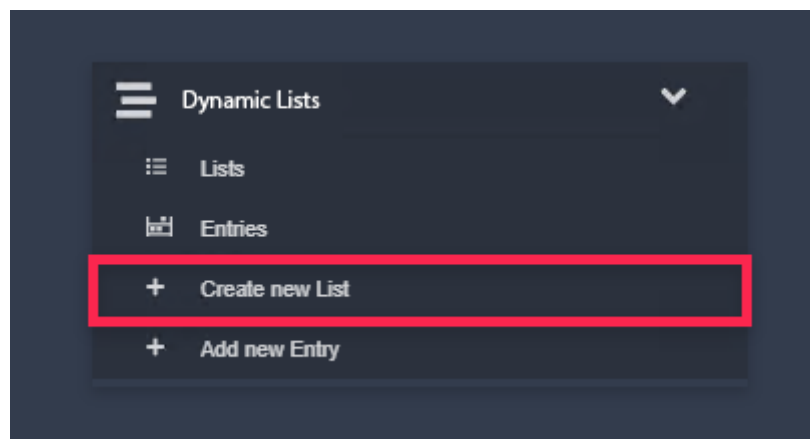 Dynamic Lists
Lists
Entries
+ Create new List
+ Add new Entry